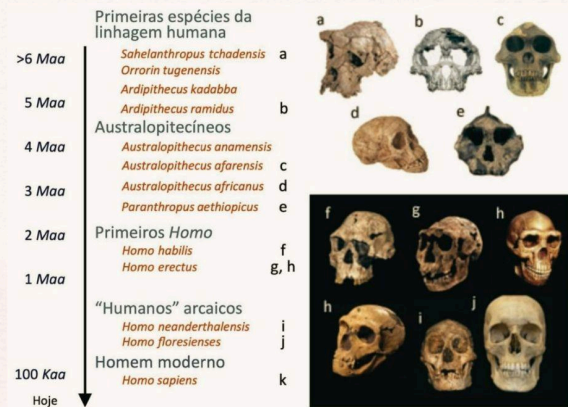 Primeiras espécies da
linhagem humana
>6 Maa
Sahelanthropus tchadensis a
Orrorin tugenensis
Ardipithecus kadabba
5 Maa
Ardipithecus ramidus b
Australopitecíneos
4 Maa
Australopithecus anamensis
Australopithecus afarensis c
3 Maa
Australopithecus africanus d
Paranthropus aethiopicus e
2 Maa
Primeiros Homo
Homo habilis f
Homo erectus g, h
1 Maa
"Humanos" arcaicos
Homo neanderthalensis i
Homo floresienses j
Homem moderno
100 Kaa
Homo sapiens k
Hoje
a b c
d e
f g h
h i j